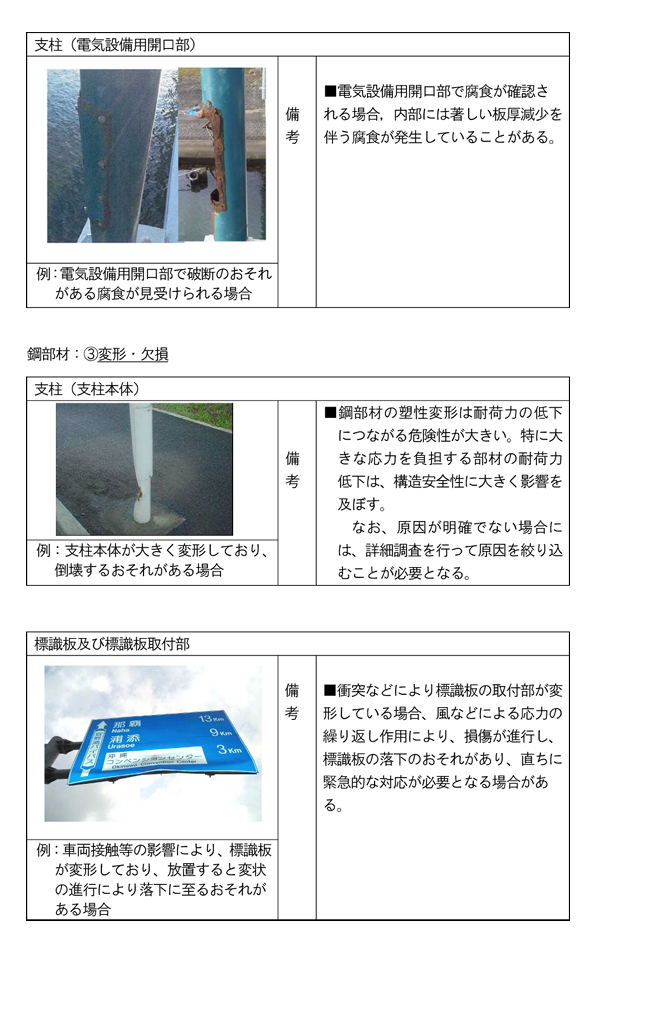 支柱（電気設備用開口部）
備
考
■電気設備用開口部で腐食が確認さ
れる場合，内部には著しい板厚減少を
伴う腐食が発生していることがある。
例：電気設備用開口部で破断のおそれ
がある腐食が見受けられる場合
鋼部材：③変形・欠損
支柱（支柱本体）
備
考
■鋼部材の塑性変形は耐荷力の低下
につながる危険性が大きい。特に大
きな応力を負担する部材の耐荷力
低下は、構造安全性に大きく影響を
及ぼす。
なお、原因が明確でない場合に
は、詳細調査を行って原因を絞り込
むことが必要となる。
例：支柱本体が大きく変形しており、
倒壊するおそれがある場合
標識板及び標識板取付部
那覇 13Km
Naha
浦添 9Km
Urasoe
沖縄 3Km
コンベンションセンター
Okinawa Convention Center
備
考
■衝突などにより標識板の取付部が変
形している場合、風などによる応力の
繰り返し作用により、損傷が進行し、
標識板の落下のおそれがあり、直ちに
緊急的な対応が必要となる場合があ
る。
例：車両接触等の影響により、標識板
が変形しており、放置すると変状
の進行により落下に至るおそれが
ある場合